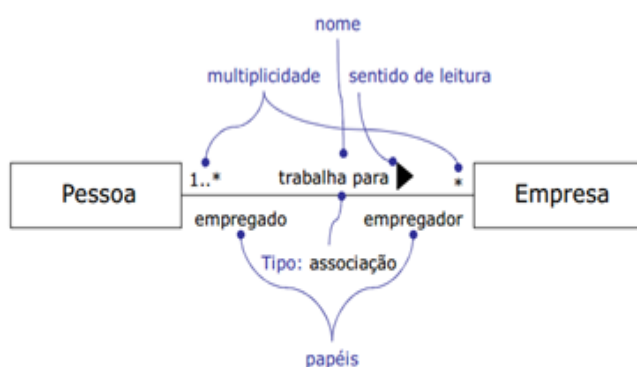 nome
multiplicidade
sentido de leitura
Pessoa
1..*
trabalha para
*
Empresa
empregado
empregador
Tipo: associação
papéis